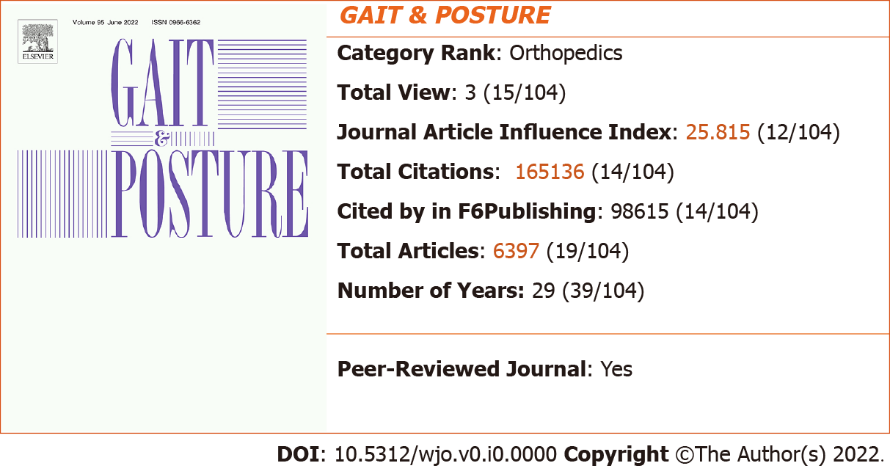 Volume 95 June 2022 ISSN 0966-6362
ELSEVIER
GAIT
&
POSTURE
GAIT & POSTURE
Category Rank: Orthopedics
Total View: 3 (15/104)
Journal Article Influence Index: 25.815 (12/104)
Total Citations: 165136 (14/104)
Cited by in F6Publishing: 98615 (14/104)
Total Articles: 6397 (19/104)
Number of Years: 29 (39/104)
Peer-Reviewed Journal: Yes
DOI: 10.5312/wjo.v0.i0.0000 Copyright ©The Author(s) 2022.